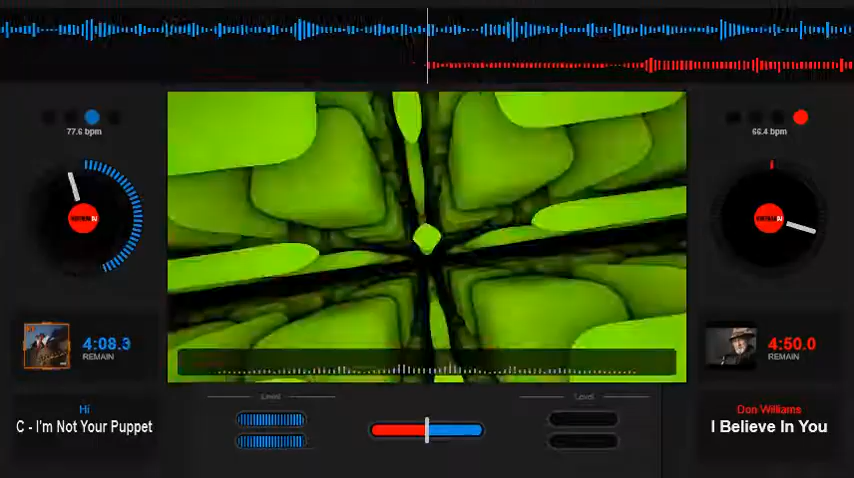 77.6 bpm
66.4 bpm
4:08.3
REMAIN
4:50.0
REMAIN
Level
Level
Hi
C - I'm Not Your Puppet
Don Williams
I Believe In You